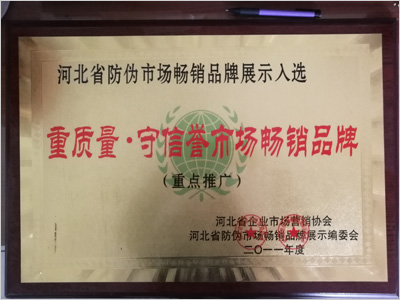 河北省防伪市场畅销品牌展示入选
重质量·守信誉市场畅销品牌
(重点推广)
河北省企业市场营销协会
河北省防伪市场畅销品牌展示编委会
二〇一一年度